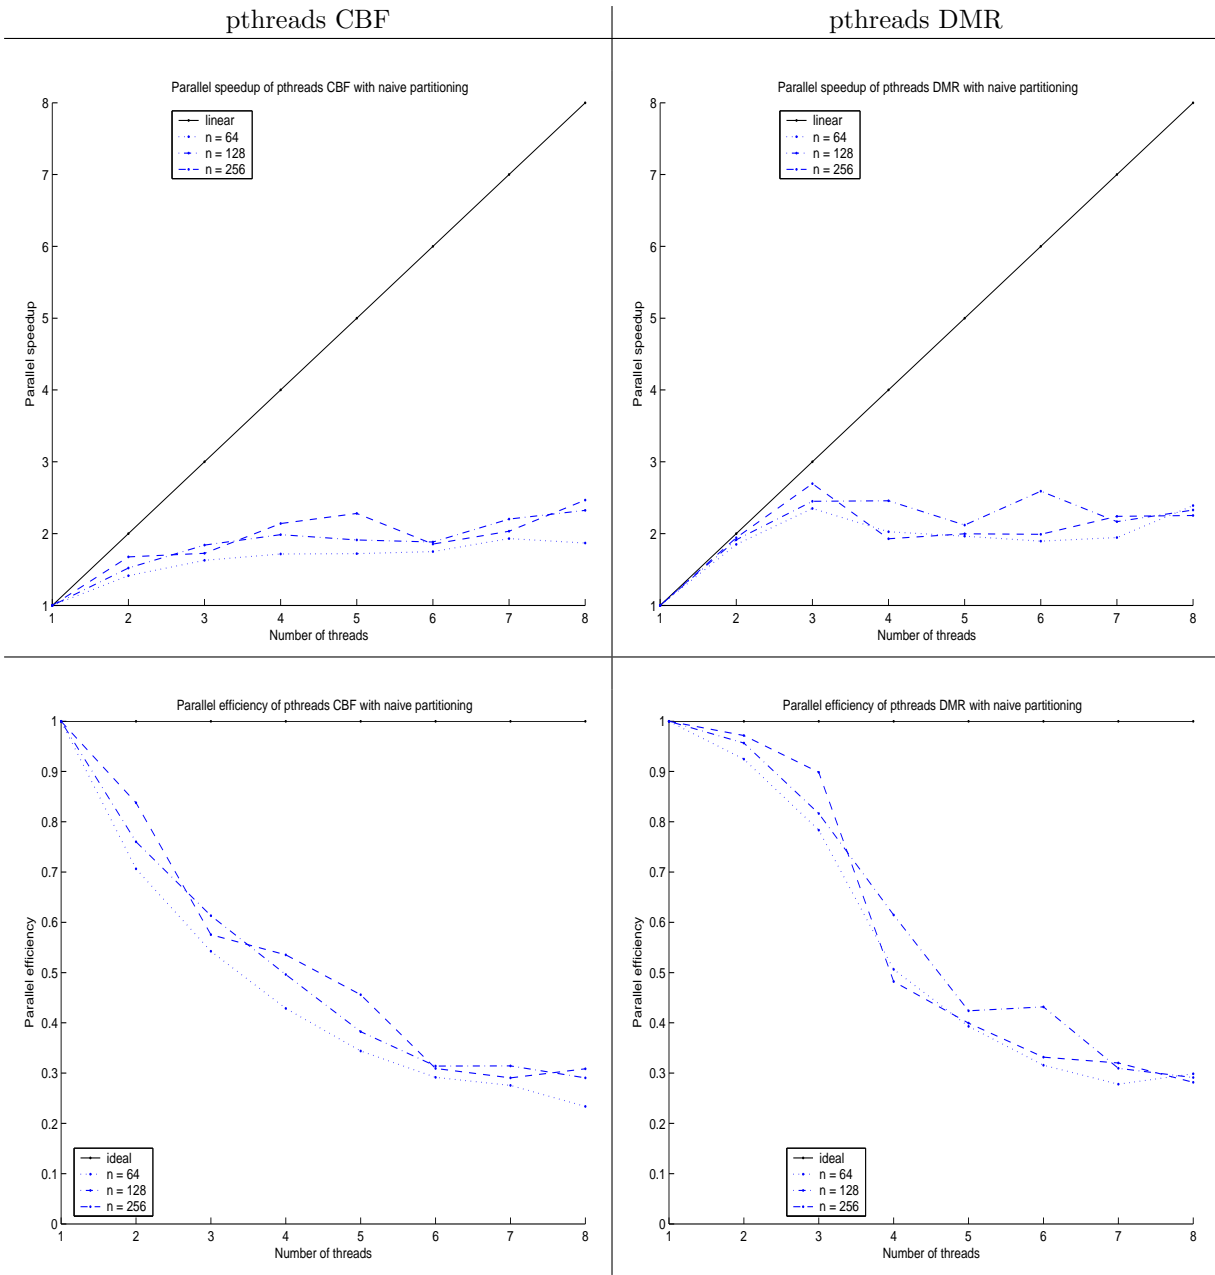 pthreads CBF
pthreads DMR
Parallel speedup of pthreads CBF with naive partitioning
8
7
6
5
4
3
2
1
Parallel speedup
linear
n = 64
n = 128
n = 256
1 2 3 4 5 6 7 8
Number of threads
Parallel speedup of pthreads DMR with naive partitioning
8
7
6
5
4
3
2
1
Parallel speedup
linear
n = 64
n = 128
n = 256
1 2 3 4 5 6 7 8
Number of threads
Parallel efficiency of pthreads CBF with naive partitioning
1
0.9
0.8
0.7
0.6
0.5
0.4
0.3
0.2
0.1
0
Parallel efficiency
ideal
n = 64
n = 128
n = 256
1 2 3 4 5 6 7 8
Number of threads
Parallel efficiency of pthreads DMR with naive partitioning
1
0.9
0.8
0.7
0.6
0.5
0.4
0.3
0.2
0.1
0
Parallel efficiency
ideal
n = 64
n = 128
n = 256
1 2 3 4 5 6 7 8
Number of threads